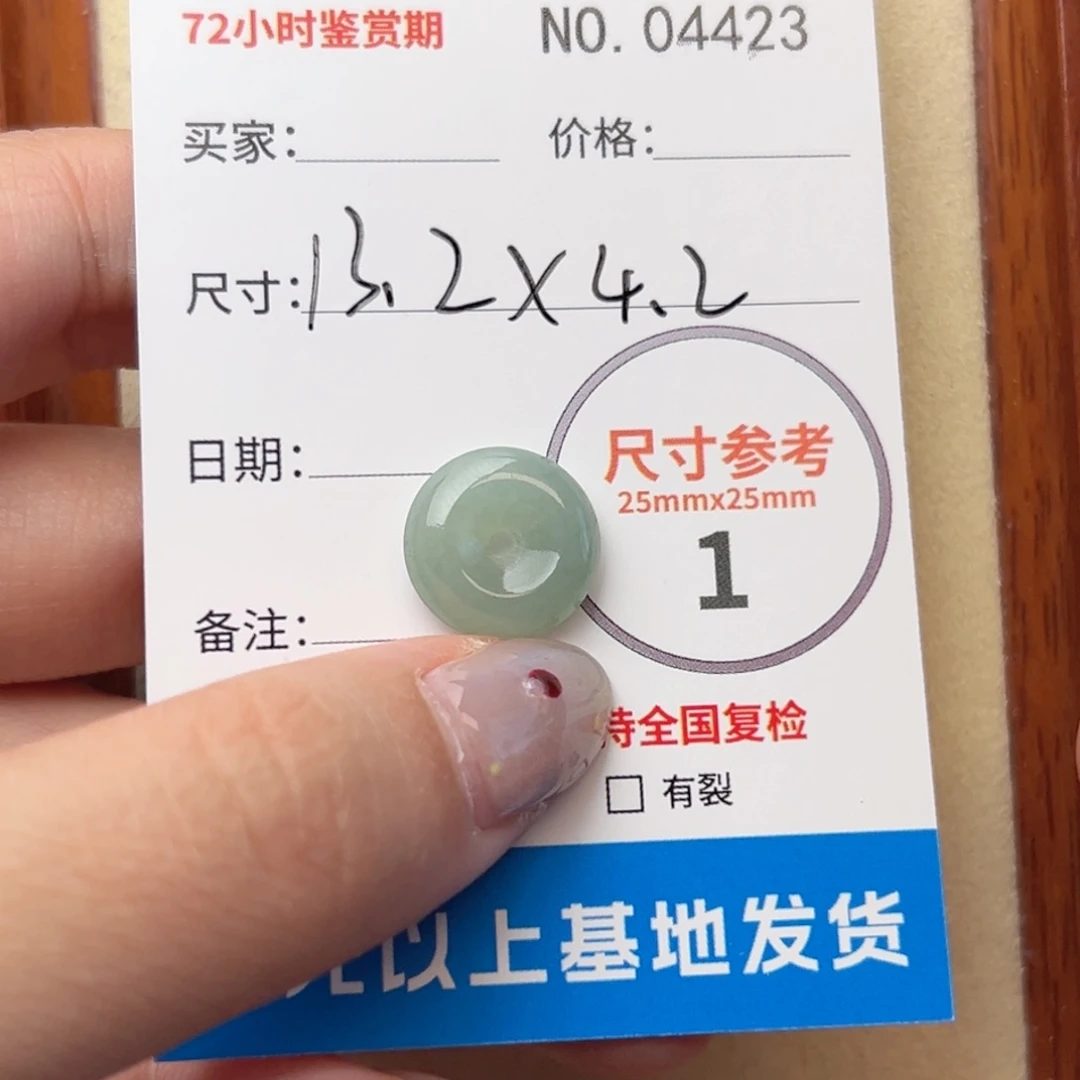 72小时鉴赏期 NO. 04423
买家: 价格:
尺寸: 13.2X4.2
日期:
尺寸参考
25mmx25mm
1
备注:
持全国复检
□ 有裂
元以上基地发货